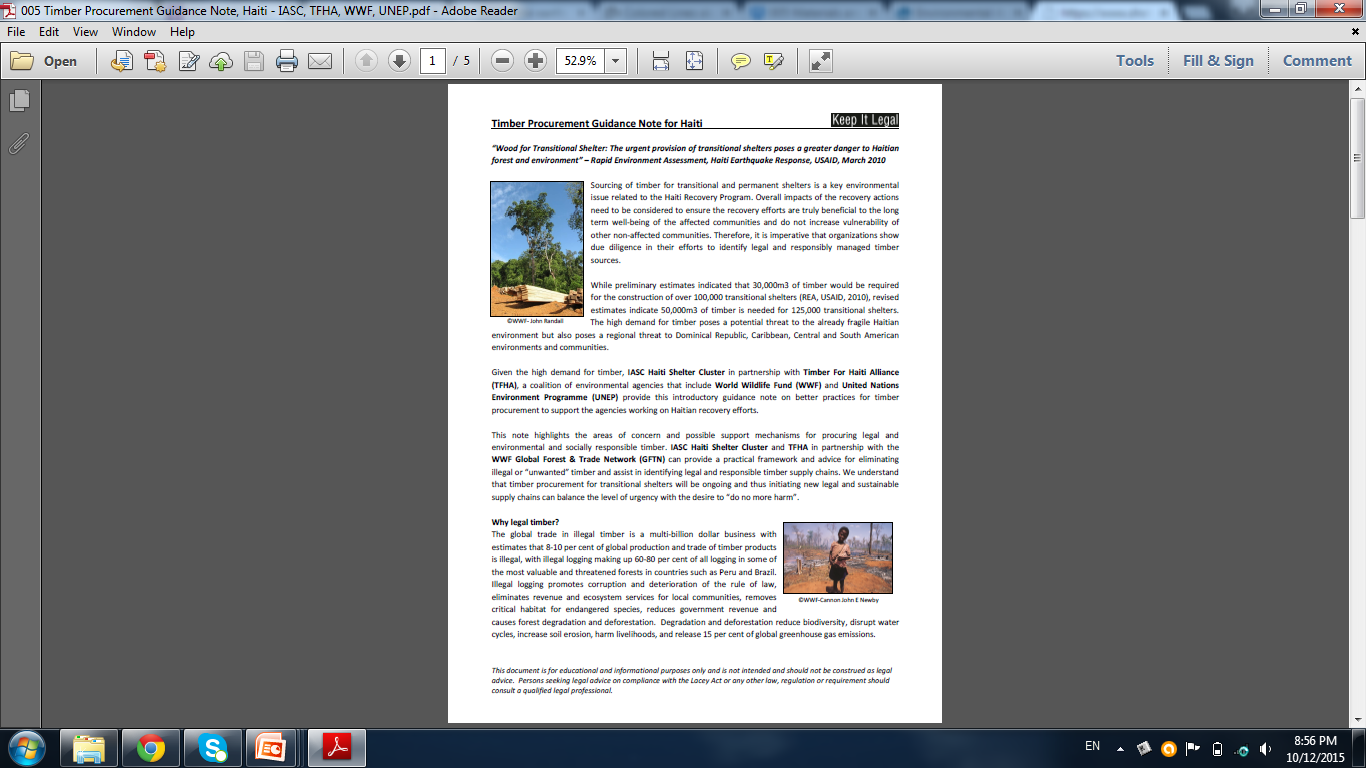 005 Timber Procurement Guidance Note, Haiti - IASC, TFHA, WWF, UNEP.pdf - Adobe Reader
File Edit View Window Help
Open 1 / 5 52.9% Tools Fill & Sign Comment
Timber Procurement Guidance Note for Haiti
Keep It Legal
“Wood for Transitional Shelter: The urgent provision of transitional shelters poses a greater danger to Haitian
forest and environment” – Rapid Environment Assessment, Haiti Earthquake Response, USAID, March 2010
Sourcing of timber for transitional and permanent shelters is a key environmental
issue related to the Haiti Recovery Program. Overall impacts of the recovery actions
need to be considered to ensure the recovery efforts are truly beneficial to the long
term well-being of the affected communities and do not increase vulnerability of
other non-affected communities. Therefore, it is imperative that organizations show
due diligence in their efforts to identify legal and responsibly managed timber
sources.
While preliminary estimates indicated that 30,000m3 of timber would be required
for the construction of over 100,000 transitional shelters (REA, USAID, 2010), revised
estimates indicate 50,000m3 of timber is needed for 125,000 transitional shelters.
©WWF- John Randall
The high demand for timber poses a potential threat to the already fragile Haitian
environment but also poses a regional threat to Dominical Republic, Caribbean, Central and South American
environments and communities.
Given the high demand for timber, IASC Haiti Shelter Cluster in partnership with Timber For Haiti Alliance
(TFHA), a coalition of environmental agencies that include World Wildlife Fund (WWF) and United Nations
Environment Programme (UNEP) provide this introductory guidance note on better practices for timber
procurement to support the agencies working on Haitian recovery efforts.
This note highlights the areas of concern and possible support mechanisms for procuring legal and
environmental and socially responsible timber. IASC Haiti Shelter Cluster and TFHA in partnership with the
WWF Global Forest & Trade Network (GFTN) can provide a practical framework and advice for eliminating
illegal or “unwanted” timber and assist in identifying legal and responsible timber supply chains. We understand
that timber procurement for transitional shelters will be ongoing and thus initiating new legal and sustainable
supply chains can balance the level of urgency with the desire to “do no more harm”.
Why legal timber?
The global trade in illegal timber is a multi-billion dollar business with
estimates that 8-10 per cent of global production and trade of timber products
is illegal, with illegal logging making up 60-80 per cent of all logging in some of
the most valuable and threatened forests in countries such as Peru and Brazil.
Illegal logging promotes corruption and deterioration of the rule of law,
eliminates revenue and ecosystem services for local communities, removes
critical habitat for endangered species, reduces government revenue and
©WWF-Cannon John E Newby
causes forest degradation and deforestation. Degradation and deforestation reduce biodiversity, disrupt water
cycles, increase soil erosion, harm livelihoods, and release 15 per cent of global greenhouse gas emissions.
This document is for educational and informational purposes only and is not intended and should not be construed as legal
advice. Persons seeking legal advice on compliance with the Lacey Act or any other law, regulation or requirement should
consult a qualified legal professional.
EN
8:56 PM
10/12/2015